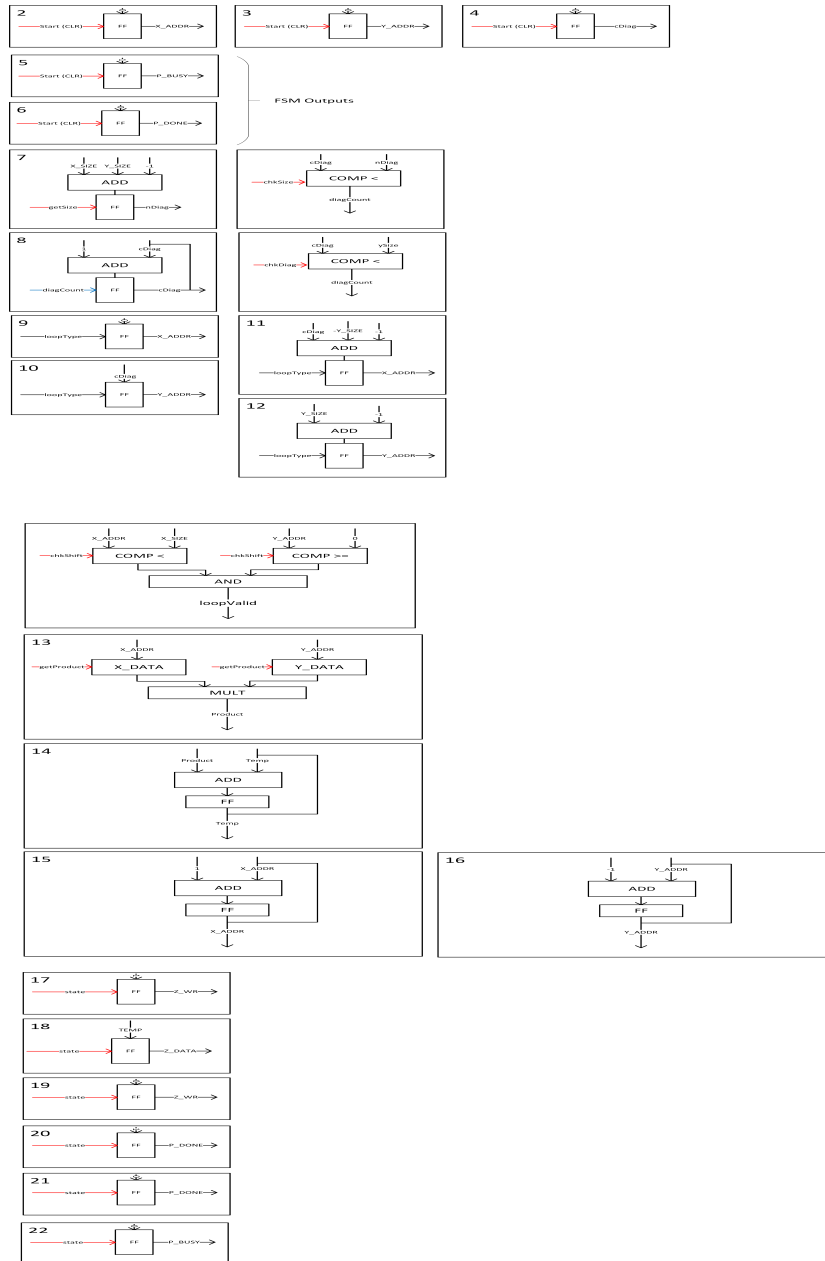 2
Start (CLR)
FF
X_ADDR
3
Start (CLR)
FF
Y_ADDR
4
Start (CLR)
FF
cDiag
5
Start (CLR)
FF
P_BUSY
6
Start (CLR)
FF
P_DONE
FSM Outputs
7
X_SIZE Y_SIZE -1
ADD
getSize
FF
nDiag
cDiag nDiag
chkSize
COMP <
diagCount
8
cDiag
ADD
diagCount
FF
cDiag
cDiag ySize
chkDiag
COMP <
diagCount
9
loopType
FF
X_ADDR
10
cDiag
loopType
FF
Y_ADDR
11
cDiag -Y_SIZE -1
ADD
loopType
FF
X_ADDR
12
Y_SIZE -1
ADD
loopType
FF
Y_ADDR
X_ADDR X_SIZE Y_ADDR 0
chkShift
COMP <
chkShift
COMP >=
AND
loopValid
13
X_ADDR Y_ADDR
getProduct
X_DATA
getProduct
Y_DATA
MULT
Product
14
Product Temp
ADD
FF
Temp
15
1 X_ADDR
ADD
FF
X_ADDR
16
-1 Y_ADDR
ADD
FF
Y_ADDR
17
state
FF
Z_WR
18
TEMP
state
FF
Z_DATA
19
state
FF
Z_WR
20
state
FF
P_DONE
21
state
FF
P_DONE
22
state
FF
P_BUSY